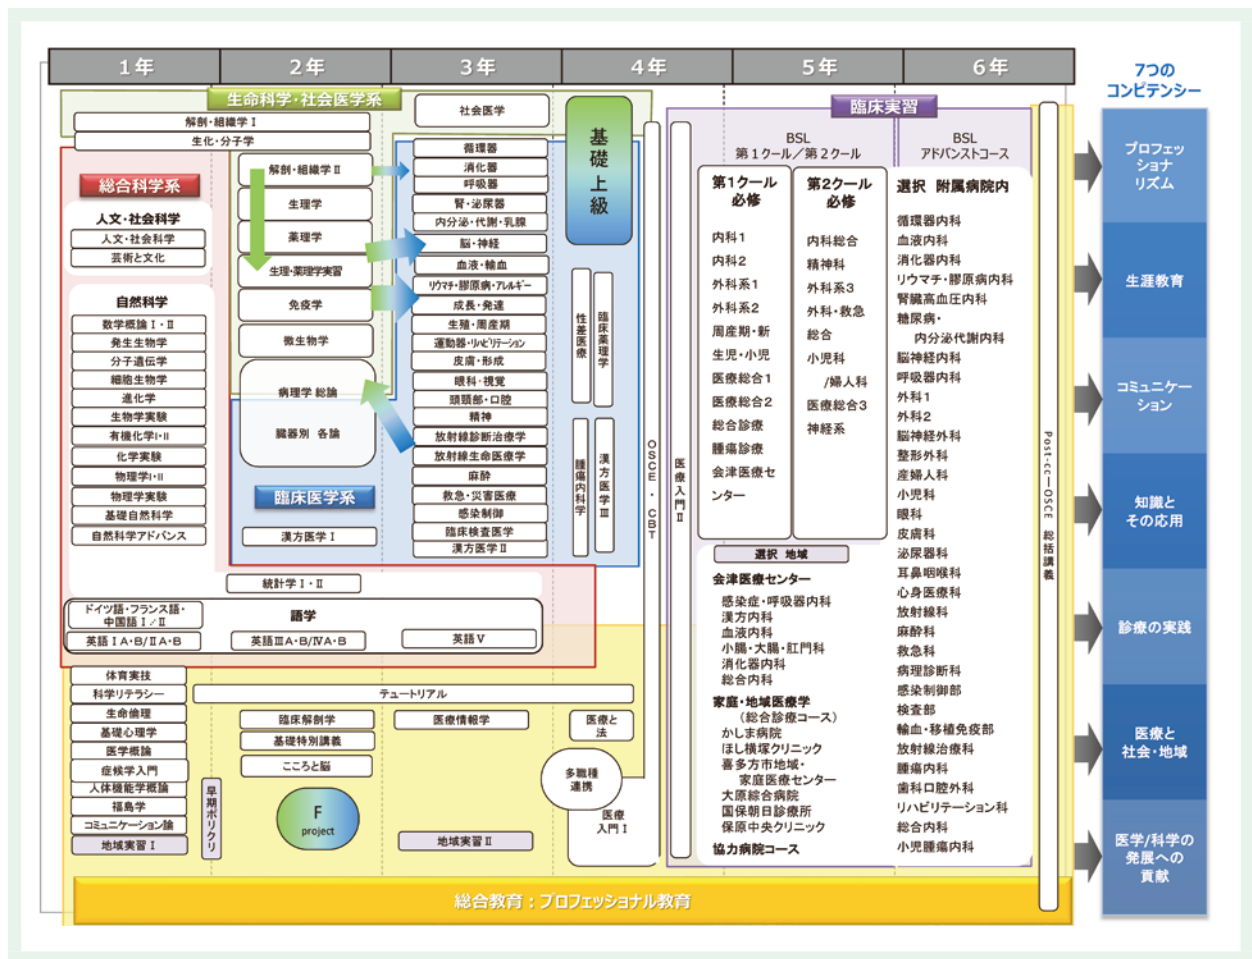 1年
2年
3年
4年
5年
6年
7つの
コンピテンシー
生命科学・社会医学系
解剖・組織学Ⅰ
生化・分子学
社会医学
総合科学系
人文・社会科学
人文・社会科学
芸術と文化
自然科学
数学概論Ⅰ・Ⅱ
発生生物学
分子遺伝学
細胞生物学
進化学
生物学実験
有機化学Ⅰ・Ⅱ
化学実験
物理学Ⅰ・Ⅱ
物理学実験
基礎自然科学
自然科学アドバンス
解剖・組織学Ⅱ
生理学
薬理学
生理・薬理学実習
免疫学
微生物学
病理学 総論
臓器別 各論
臨床医学系
漢方医学Ⅰ
循環器
消化器
呼吸器
腎・泌尿器
内分泌・代謝・乳腺
脳・神経
血液・輸血
リウマチ・膠原病・アレルギー
成長・発達
生殖・周産期
運動器・リハビリテーション
皮膚・形成
眼科・視覚
頭頸部・口腔
精神
放射線診断治療学
放射線生命医療学
麻酔
救急・災害医療
感染制御
臨床検査医学
漢方医学Ⅱ
基礎上級
性差医療
臨床薬理学
腫瘍内科学
漢方医学Ⅲ
統計学Ⅰ・Ⅱ
語学
ドイツ語・フランス語・
中国語Ⅰ/Ⅱ
英語ⅠA・B/ⅡA・B
英語ⅢA・B/ⅣA・B
英語Ⅴ
体育実技
科学リテラシー
生命倫理
基礎心理学
医学概論
症候学入門
人体機能学概論
福島学
コミュニケーション論
地域実習Ⅰ
早期ポリクリ
テュートリアル
臨床解剖学
基礎特別講義
こころと脳
F
project
医療情報学
地域実習Ⅱ
医療と
法
多職種
連携
医療
入門Ⅰ
OSCE・CBT
医療入門Ⅱ
臨床実習
BSL
第1クール/第2クール
BSL
アドバンストコース
第1クール
必修
内科1
内科2
外科系1
外科系2
周産期・新
生児・小児
医療総合1
医療総合2
総合診療
腫瘍診療
会津医療セ
ンター
第2クール
必修
内科総合
精神科
外科系3
外科・救急
総合
小児科
/婦人科
医療総合3
神経系
選択 地域
会津医療センター
感染症・呼吸器内科
漢方内科
血液内科
小腸・大腸・肛門科
消化器内科
総合内科
家庭・地域医療学
(総合診療コース)
かしま病院
ほし横塚クリニック
喜多方市地域・
家庭医療センター
大原綜合病院
国保朝日診療所
保原中央クリニック
協力病院コース
選択 附属病院内
循環器内科
血液内科
消化器内科
リウマチ・膠原病内科
腎臓高血圧内科
糖尿病・
内分泌代謝内科
脳神経内科
呼吸器内科
外科1
外科2
脳神経外科
整形外科
産婦人科
小児科
眼科
皮膚科
泌尿器科
耳鼻咽喉科
心身医療科
放射線科
麻酔科
救急科
病理診断科
感染制御部
検査部
輸血・移植免疫部
放射線治療科
腫瘍内科
歯科口腔外科
リハビリテーション科
総合内科
小児腫瘍内科
Post-cc-OSCE 総括講義
プロフェッ
ショナ
リズム
生涯教育
コミュニケー
ション
知識と
その応用
診療の実践
医療と
社会・地域
医学/科学の
発展への
貢献
総合教育:プロフェッショナル教育